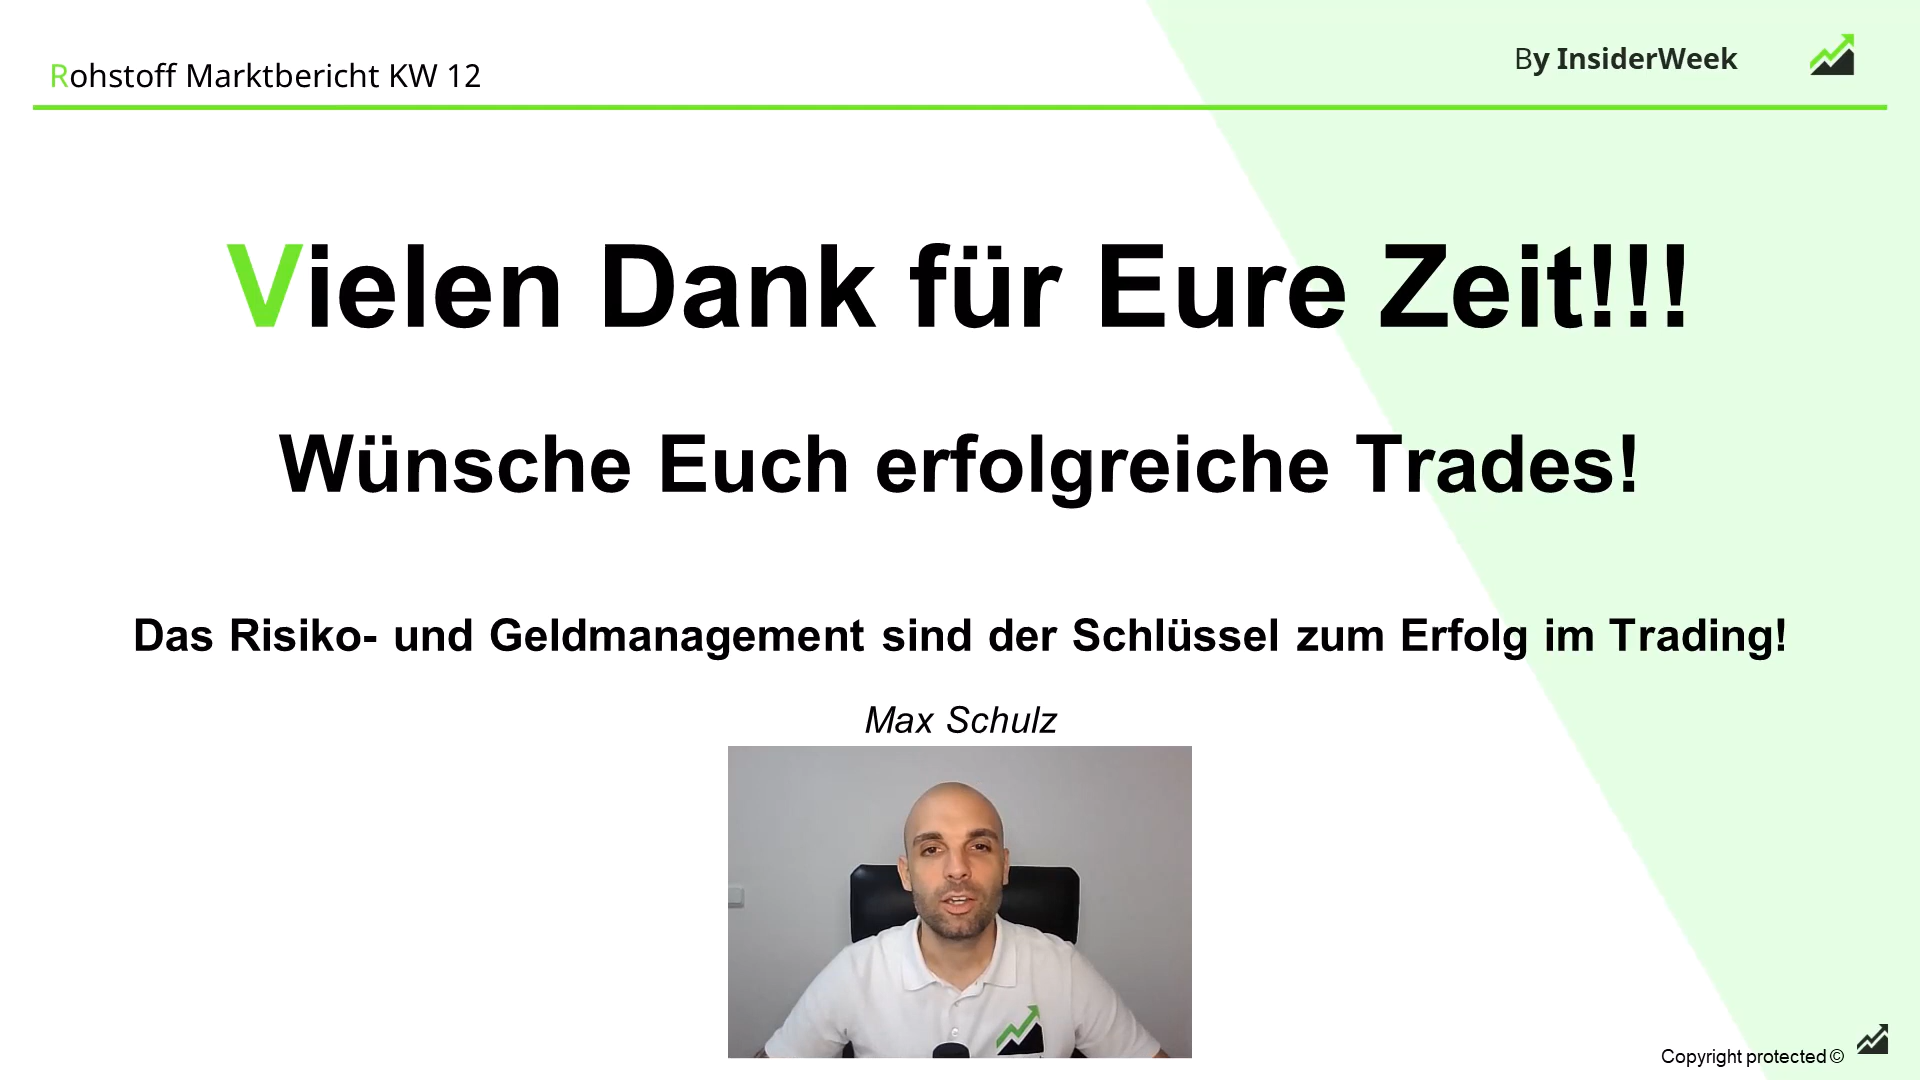 Rohstoff Marktbericht KW 12
By InsiderWeek
Vielen Dank für Eure Zeit!!!
Wünsche Euch erfolgreiche Trades!
Das Risiko- und Geldmanagement sind der Schlüssel zum Erfolg im Trading!
Max Schulz
Copyright protected ©